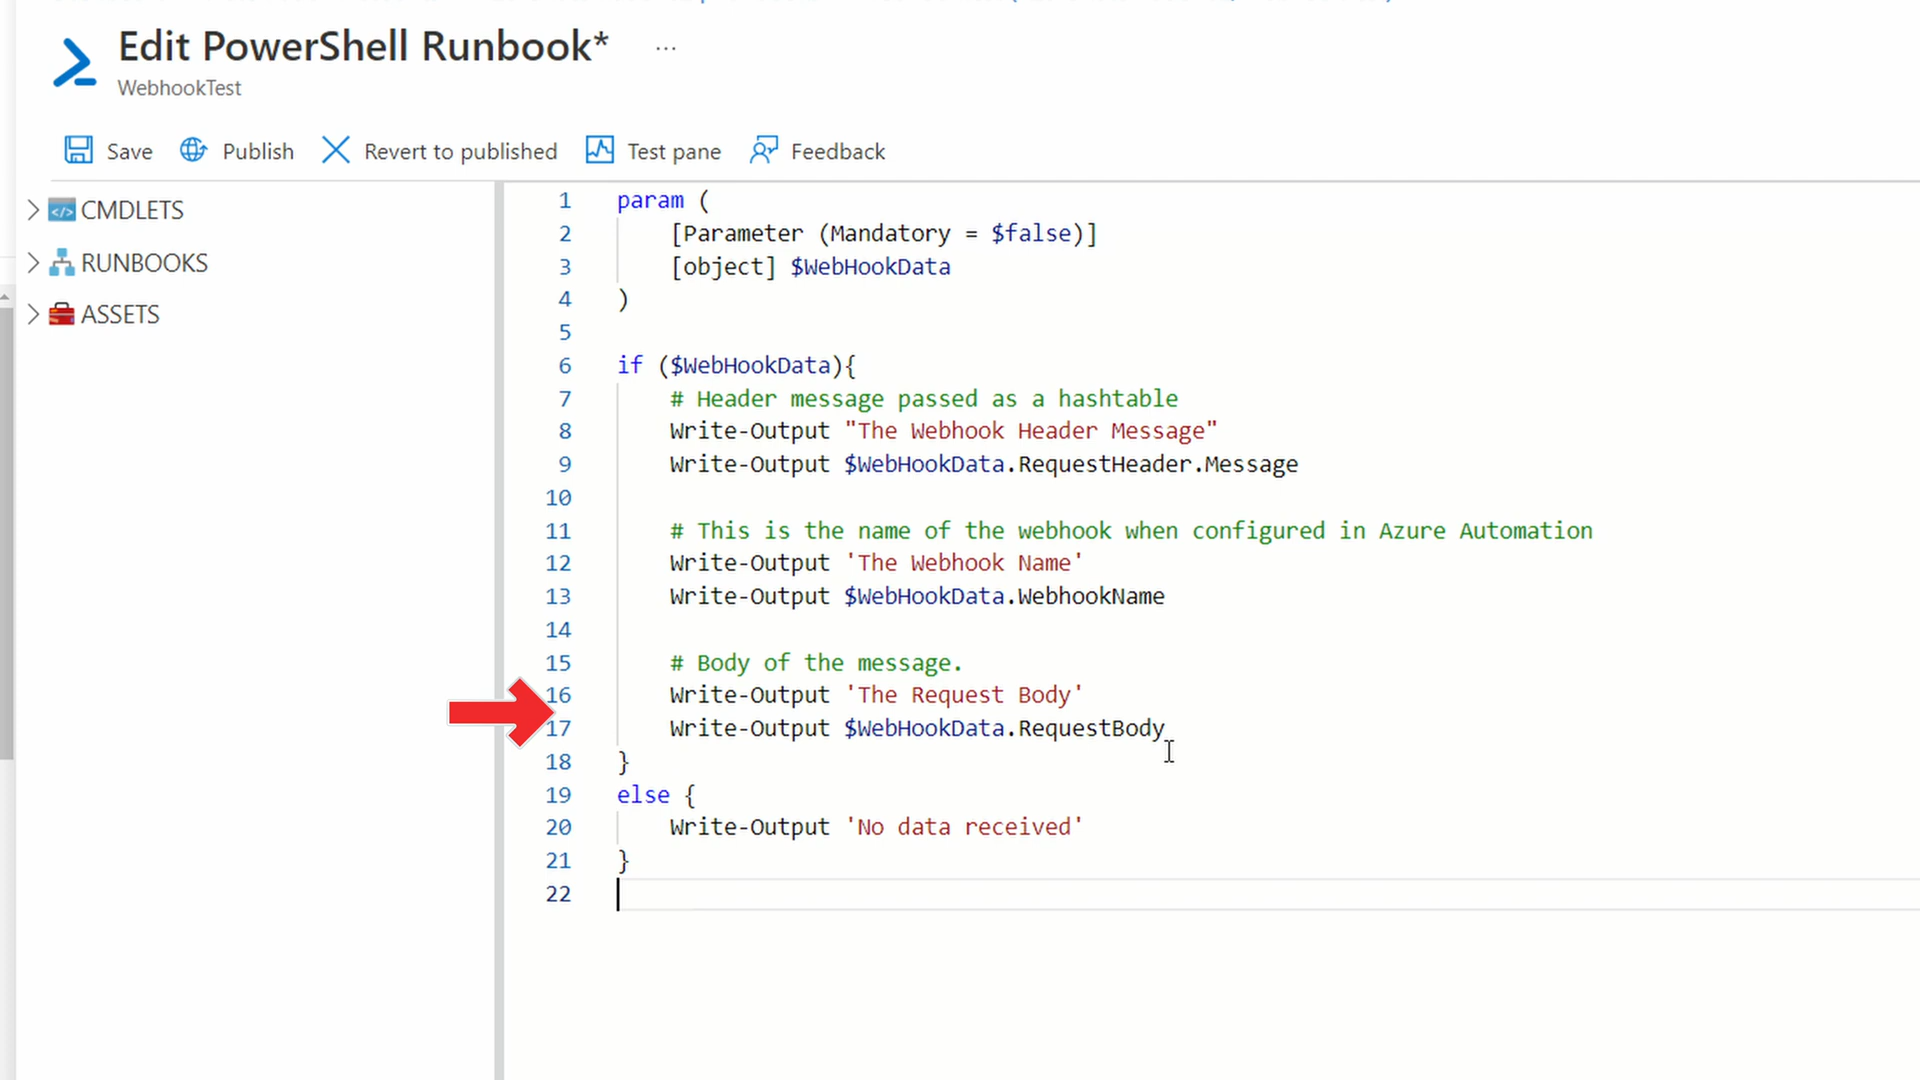 Edit PowerShell Runbook* ...
WebhookTest
Save Publish Revert to published Test pane Feedback
CMDLETS
RUNBOOKS
ASSETS
1 param (
2 [Parameter (Mandatory = $false)]
3 [object] $WebHookData
4 )
5
6 if ($WebHookData){
7 # Header message passed as a hashtable
8 Write-Output "The Webhook Header Message"
9 Write-Output $WebHookData.RequestHeader.Message
10
11 # This is the name of the webhook when configured in Azure Automation
12 Write-Output 'The Webhook Name'
13 Write-Output $WebHookData.WebhookName
14
15 # Body of the message.
16 Write-Output 'The Request Body'
17 Write-Output $WebHookData.RequestBody
18 }
19 else {
20 Write-Output 'No data received'
21 }
22